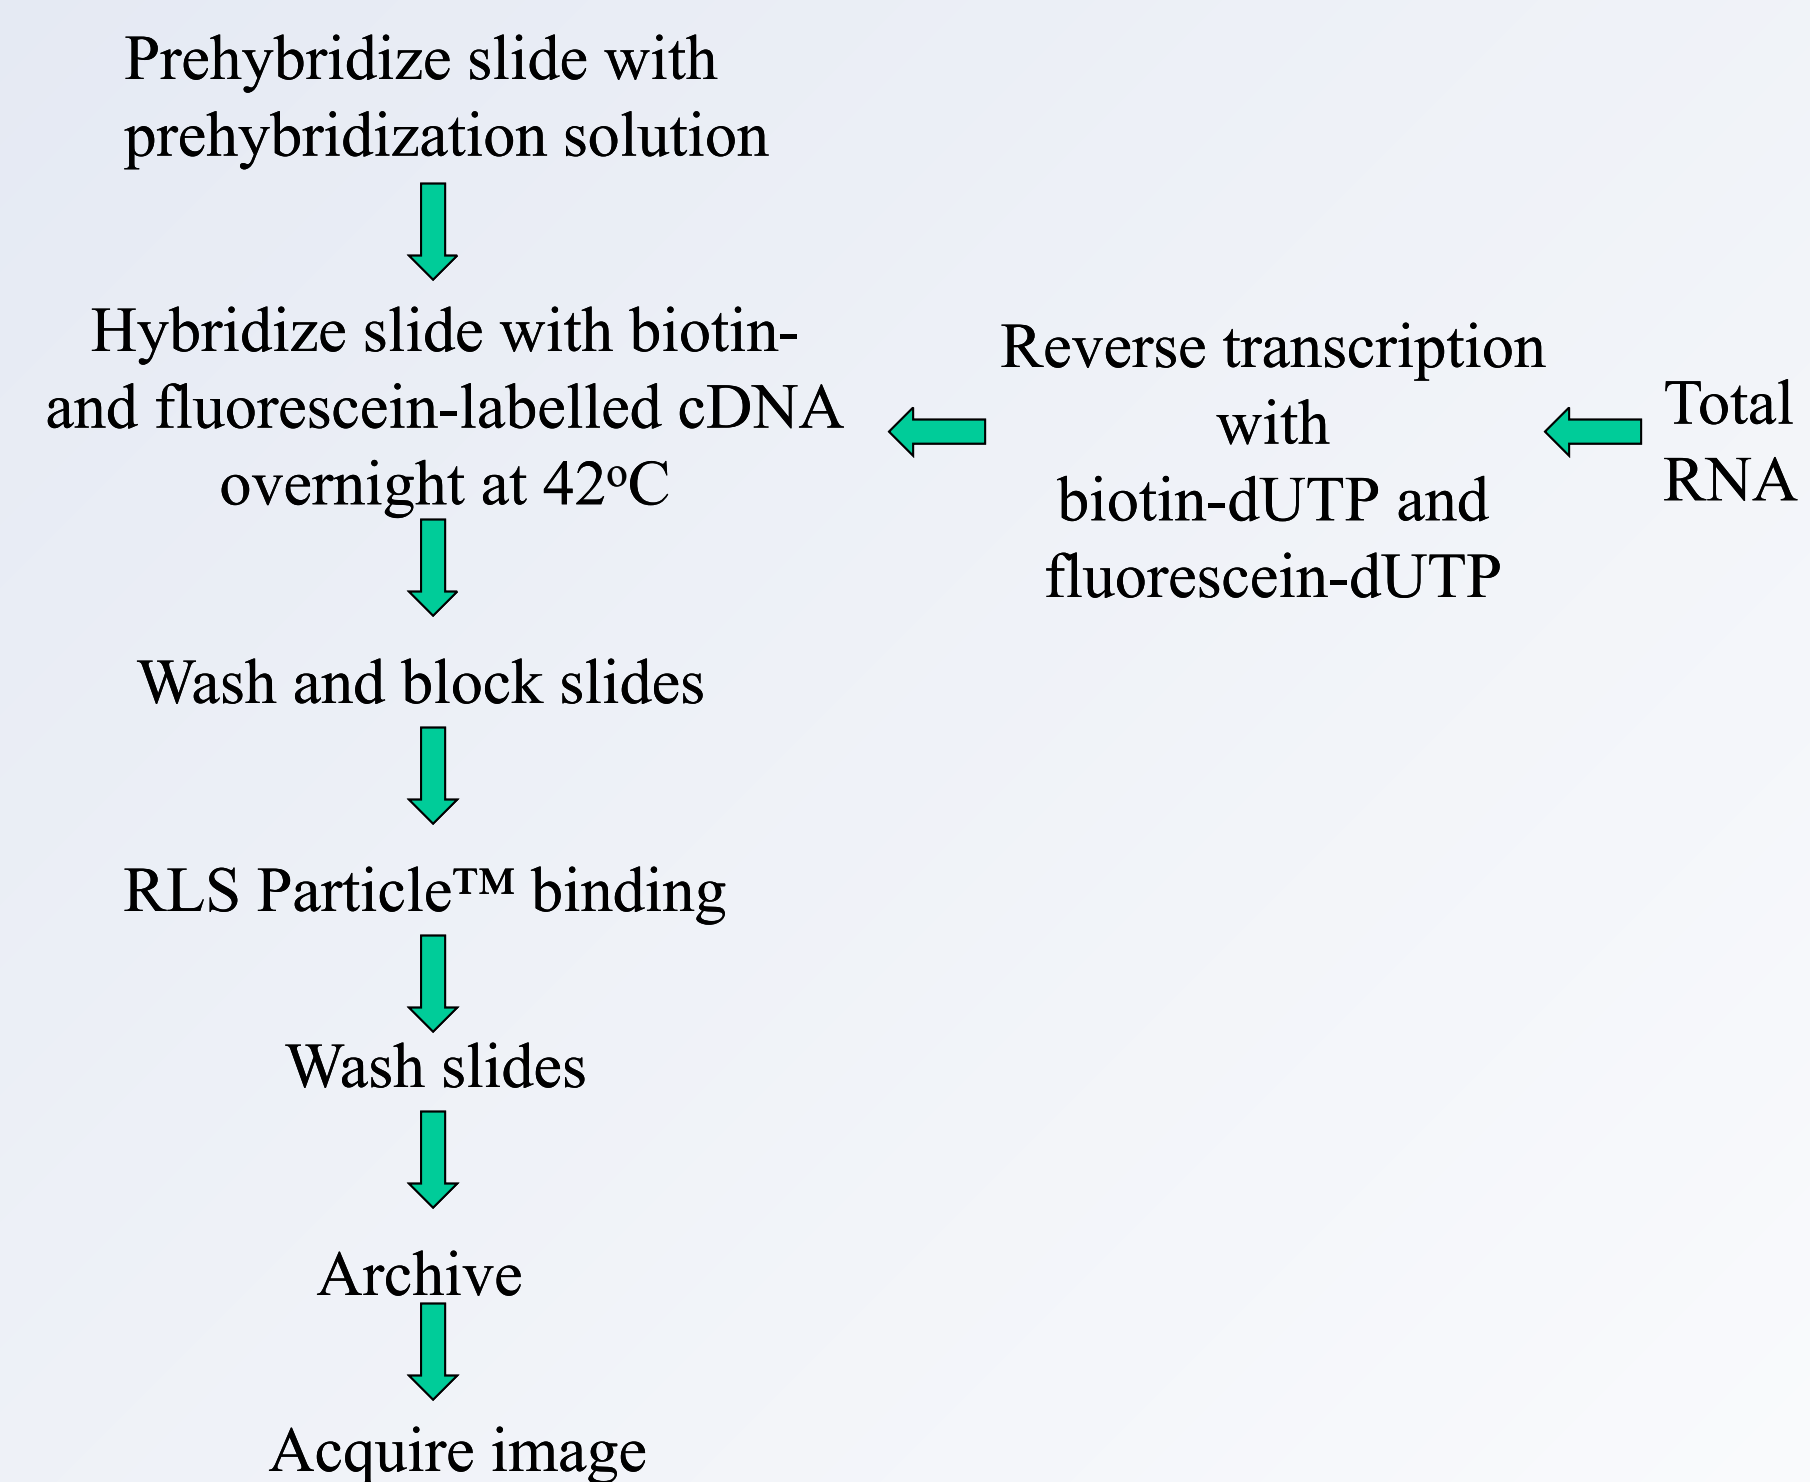 Prehybridize slide with
prehybridization solution
Hybridize slide with biotin-
and fluorescein-labelled cDNA
overnight at 42ºC
Reverse transcription
with
biotin-dUTP and
fluorescein-dUTP
Total
RNA
Wash and block slides
RLS Particle™ binding
Wash slides
Archive
Acquire image